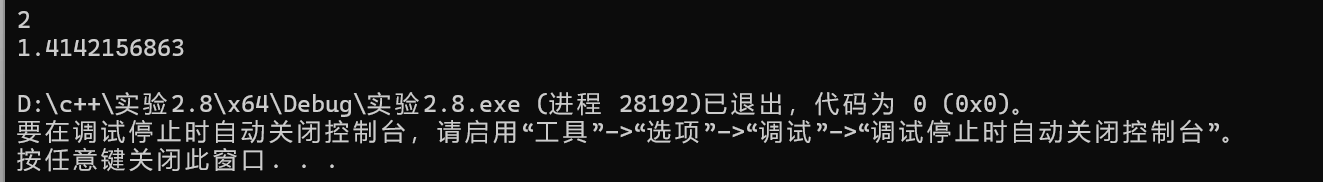 2
1.4142156863
D:\c++\实验2.8\x64\Debug\实验2.8.exe (进程 28192)已退出，代码为 0 (0x0)。
要在调试停止时自动关闭控制台，请启用“工具”->“选项”->“调试”->“调试停止时自动关闭控制台”。
按任意键关闭此窗口. . .